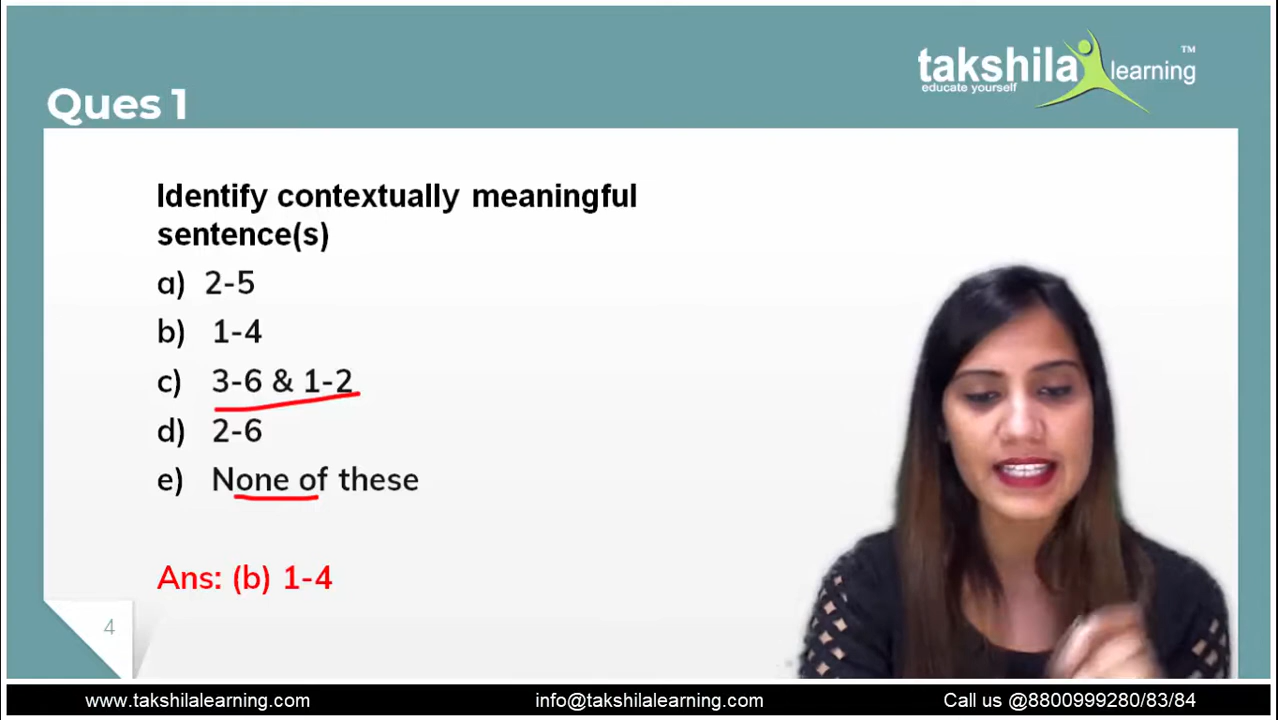 takshila learning ™
educate yourself
Ques 1
Identify contextually meaningful
sentence(s)
a) 2-5
b) 1-4
c) 3-6 & 1-2
d) 2-6
e) None of these
Ans: (b) 1-4
4
www.takshilalearning.com
info@takshilalearning.com
Call us @8800999280/83/84